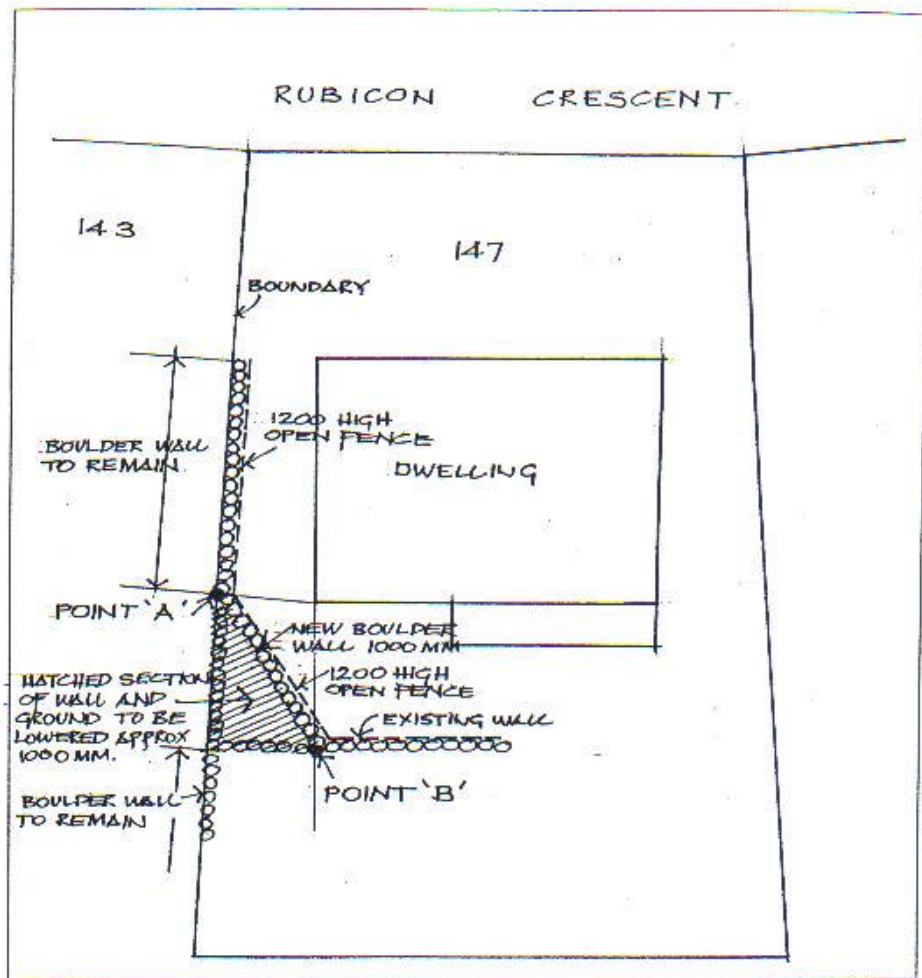 RUBICON CRESCENT.
143
147
BOUNDARY
1200 HIGH
OPEN FENCE
BOULDER WALL
TO REMAIN
DWELLING
POINT 'A'
NEW BOULDER
WALL 1000 MM
1200 HIGH
OPEN FENCE
HATCHED SECTION
OF WALL AND
GROUND TO BE
LOWERED APPROX
1000 MM.
EXISTING WALL
POINT 'B'
BOULDER WALL
TO REMAIN